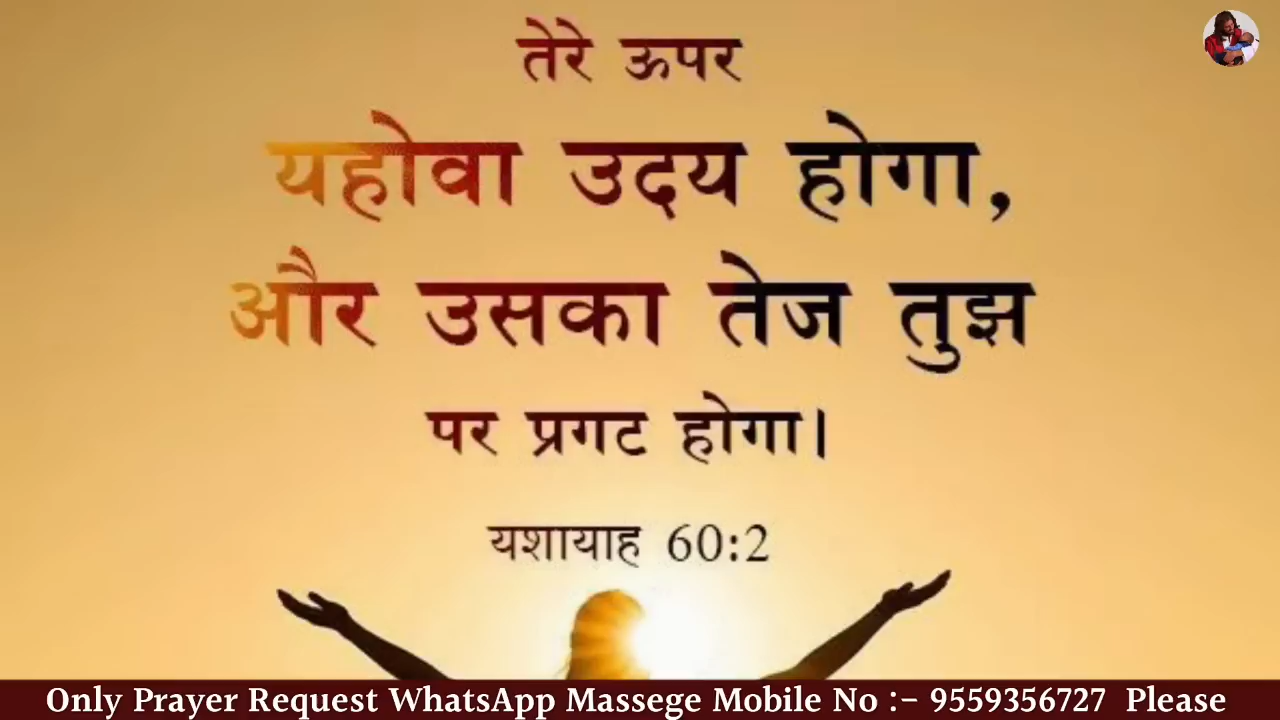 तेरे ऊपर
यहोवा उदय होगा,
और उसका तेज तुझ
पर प्रगट होगा।
यशायाह 60:2
Only Prayer Request WhatsApp Massege Mobile No :- 9559356727 Please